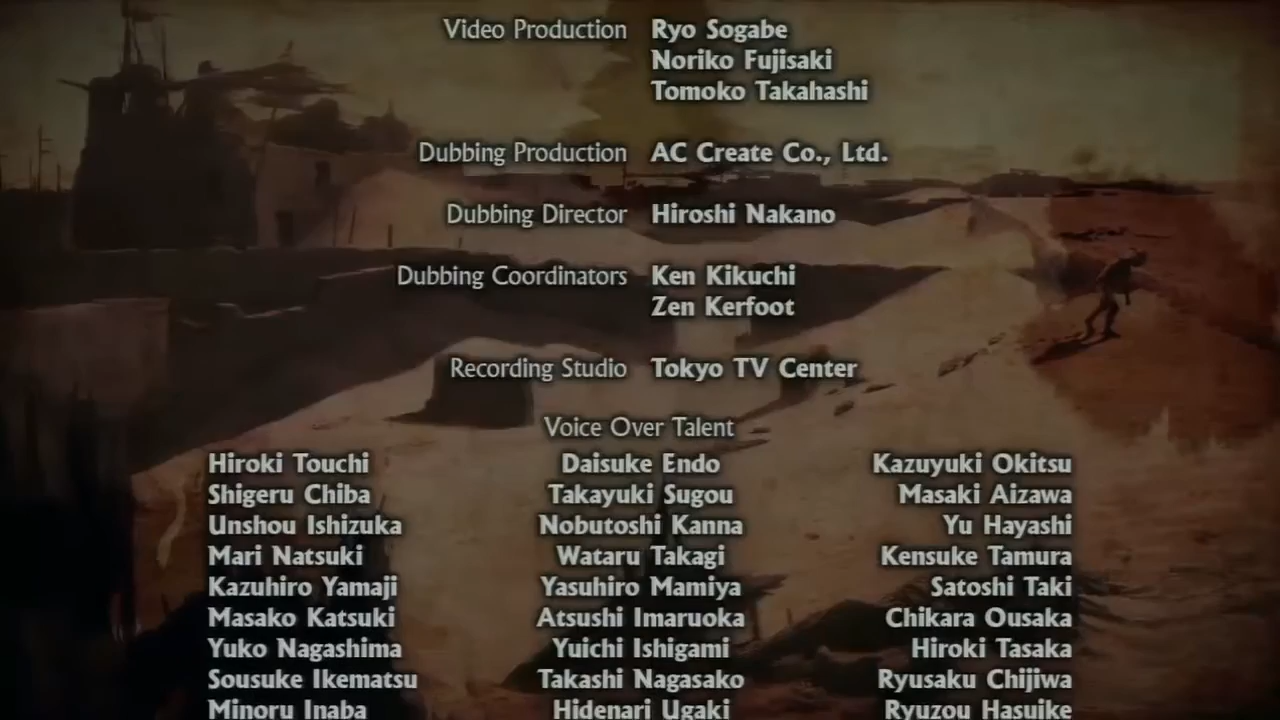 Video Production Ryo Sogabe
Noriko Fujisaki
Tomoko Takahashi
Dubbing Production AC Create Co., Ltd.
Dubbing Director Hiroshi Nakano
Dubbing Coordinators Ken Kikuchi
Zen Kerfoot
Recording Studio Tokyo TV Center
Voice Over Talent
Hiroki Touchi Daisuke Endo Kazuyuki Okitsu
Shigeru Chiba Takayuki Sugou Masaki Aizawa
Unshou Ishizuka Nobutoshi Kanna Yu Hayashi
Mari Natsuki Wataru Takagi Kensuke Tamura
Kazuhiro Yamaji Yasuhiro Mamiya Satoshi Taki
Masako Katsuki Atsushi Imaruoka Chikara Ousaka
Yuko Nagashima Yuichi Ishigami Hiroki Tasaka
Sousuke Ikematsu Takashi Nagasako Ryusaku Chijiwa
Minoru Inaba Hidenari Ugaki Ryuzou Hasuike